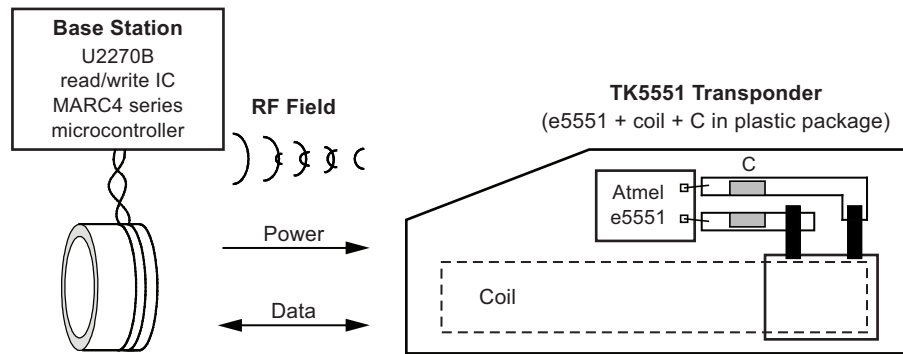 Base Station
U2270B
read/write IC
MARC4 series
microcontroller
RF Field
TK5551 Transponder
(e5551 + coil + C in plastic package)
C
Atmel
e5551
Power
Coil
Data